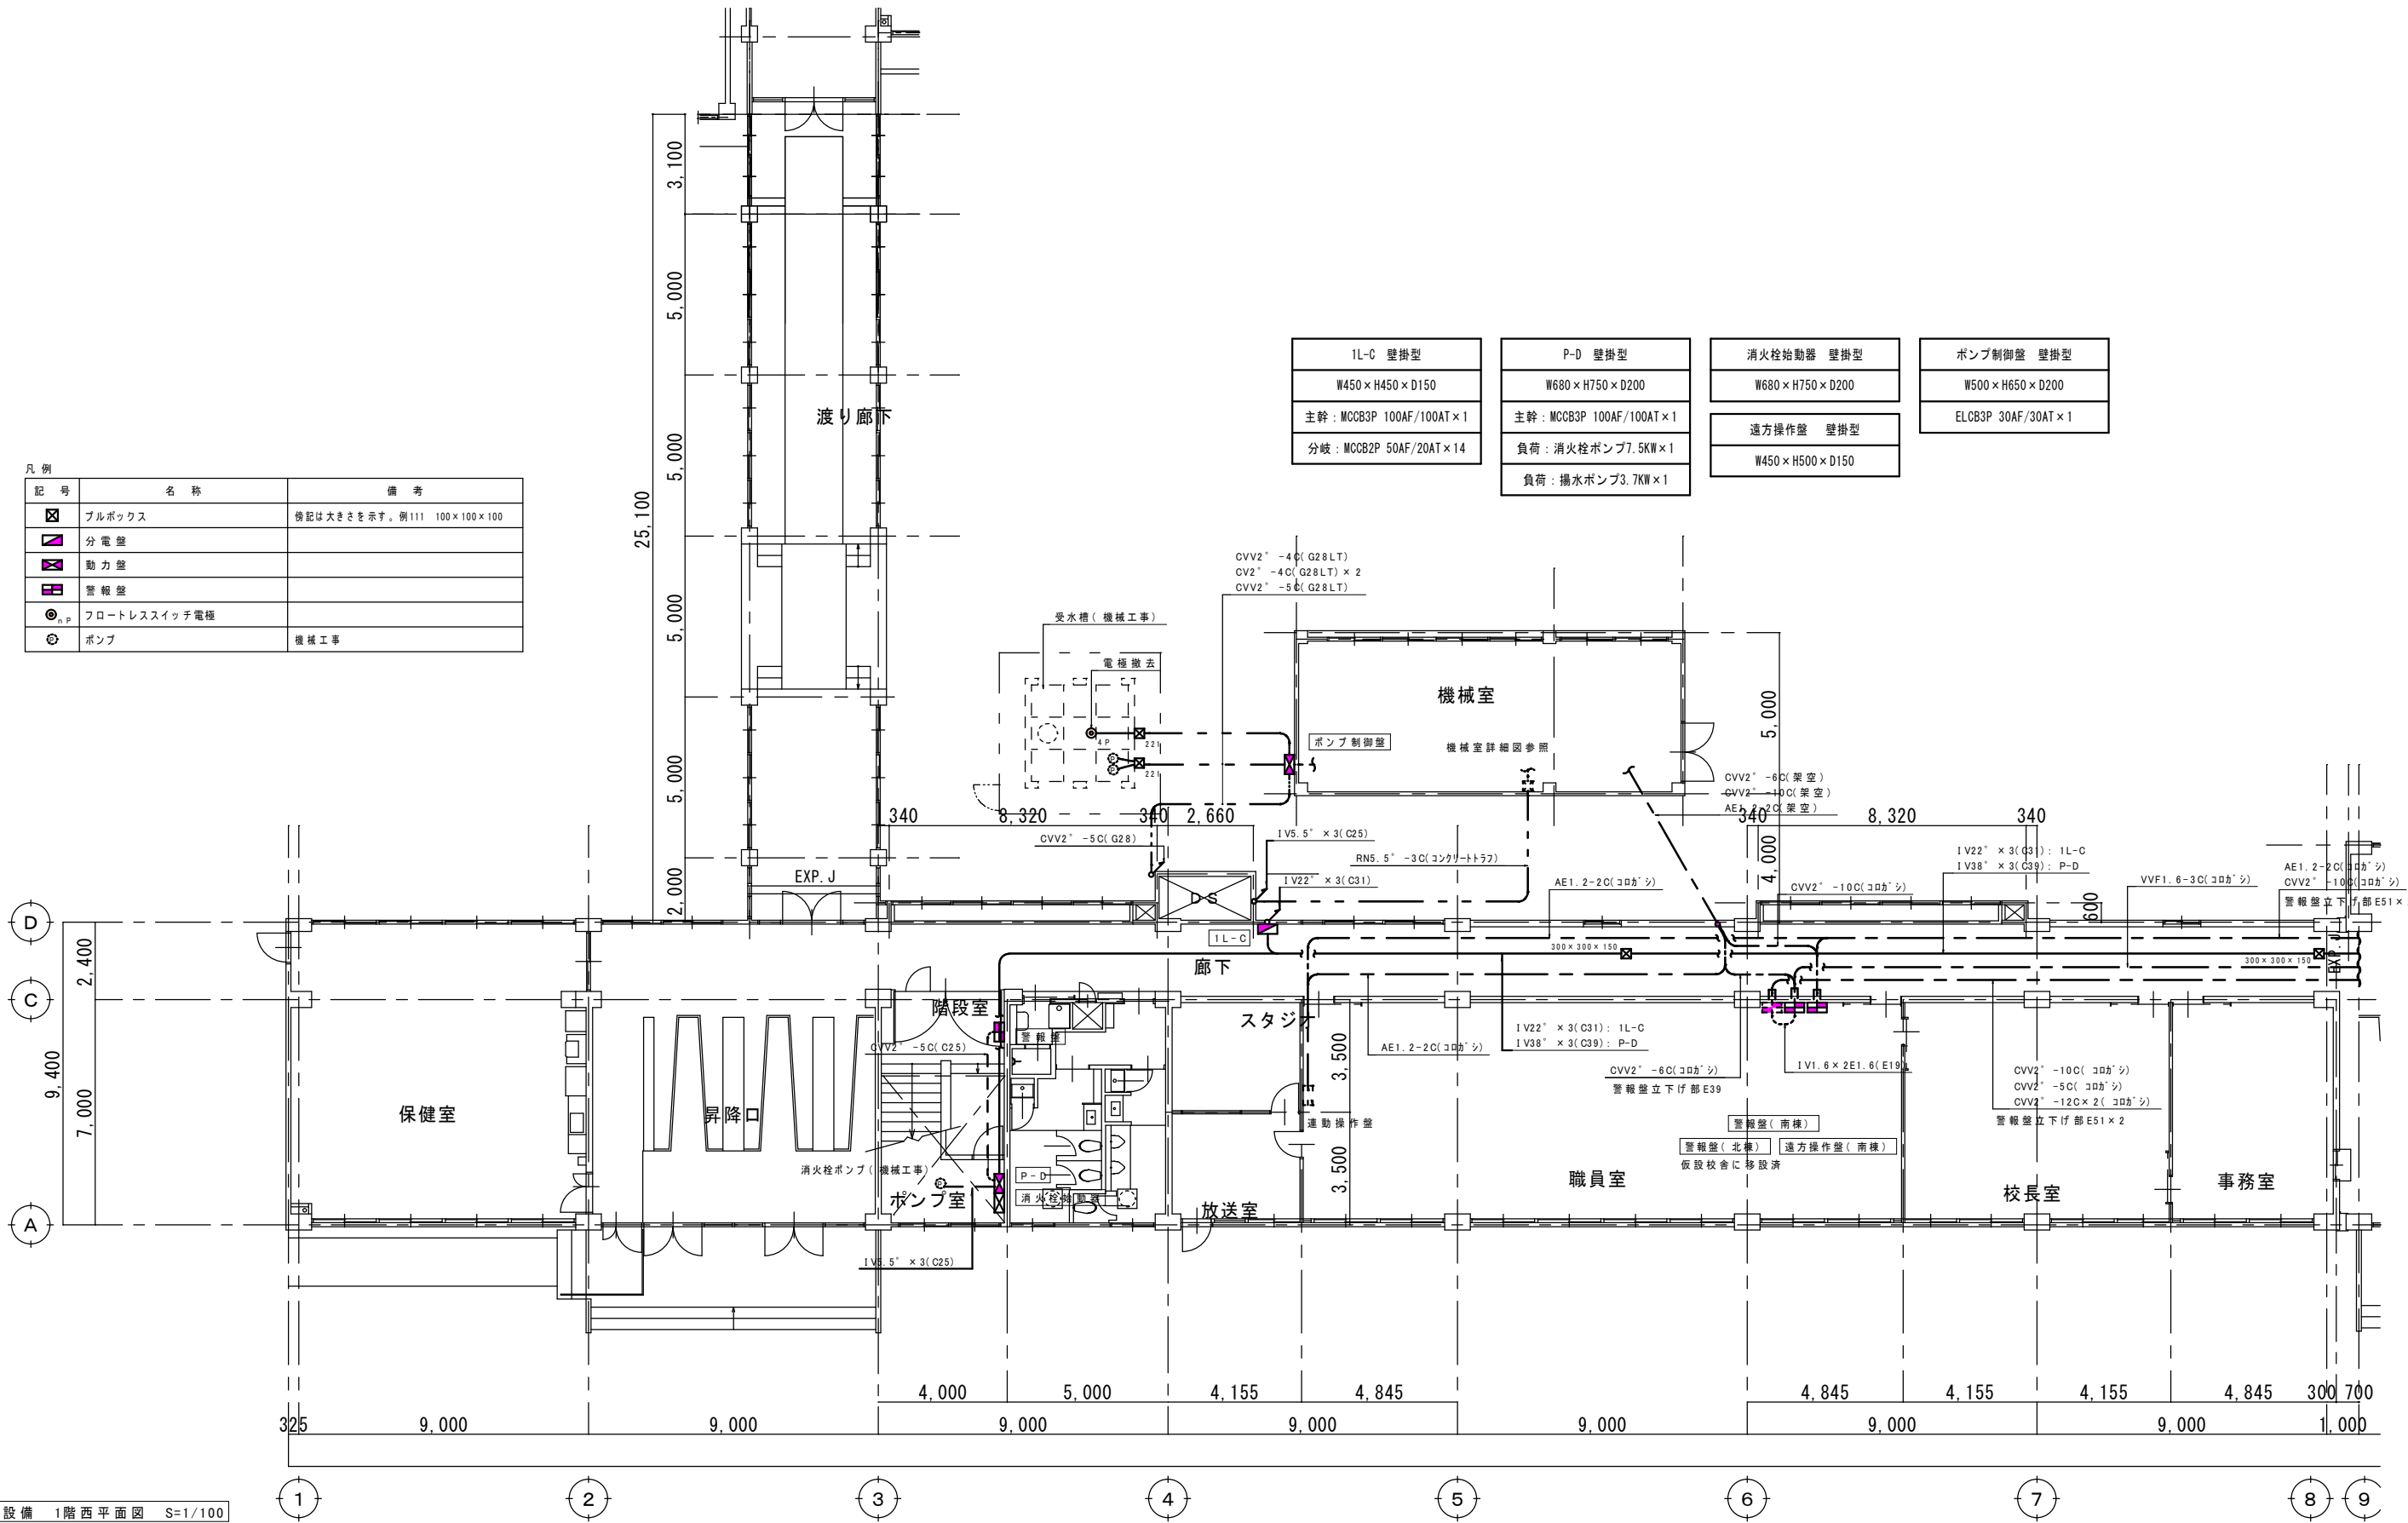 凡例
記号 名称 備考
プルボックス 傍記は大きさを示す。例111 100×100×100
分電盤
動力盤
警報盤
nP フロートレススイッチ電極
P ポンプ 機械工事
1L-C 壁掛型
W450×H450×D150
主幹：MCCB3P 100AF/100AT×1
分岐：MCCB2P 50AF/20AT×14
P-D 壁掛型
W680×H750×D200
主幹：MCCB3P 100AF/100AT×1
負荷：消火栓ポンプ7.5KW×1
負荷：揚水ポンプ3.7KW×1
消火栓始動器 壁掛型
W680×H750×D200
遠方操作盤 壁掛型
W450×H500×D150
ポンプ制御盤 壁掛型
W500×H650×D200
ELCB3P 30AF/30AT×1
3,100
5,000
5,000
5,000
5,000
2,000
25,100
渡り廊下
EXP.J
CVV2゜-4C(G28LT)
CV2゜-4C(G28LT)×2
CVV2゜-5C(G28LT)
受水槽(機械工事)
電極撤去
4P
221
P
P
221
ポンプ制御盤
機械室
機械室詳細図参照
5,000
4,000
CVV2゜-6C(架空)
CVV2゜-10C(架空)
AE1.2-2C(架空)
340
8,320
340
2,660
340
8,320
340
600
CVV2゜-5C(G28)
IV5.5゜×3(C25)
RN5.5゜-3C(コンクリートトラフ)
IV22゜×3(C31)
AE1.2-2C(コロガシ)
CVV2゜-10C(コロガシ)
IV22゜×3(C31): 1L-C
IV38゜×3(C39): P-D
VVF1.6-3C(コロガシ)
AE1.2-2C(コロガシ)
CVV2゜-10C(コロガシ)
警報盤立下げ部E51×
DS
1L-C
廊下
300×300×150
300×300×150
EXP.J
D
C
A
2,400
7,000
9,400
保健室
昇降口
階段室
CVV2゜-5C(C25)
警報盤
消火栓ポンプ(機械工事)
P
ポンプ室
P-D
消火栓始動器
IV5.5゜×3(C25)
スタジオ
放送室
連動操作盤
3,500
3,500
AE1.2-2C(コロガシ)
IV22゜×3(C31): 1L-C
IV38゜×3(C39): P-D
CVV2゜-6C(コロガシ)
警報盤立下げ部E39
IV1.6×2E1.6(E19)
CVV2゜-10C(コロガシ)
CVV2゜-5C(コロガシ)
CVV2゜-12C×2(コロガシ)
警報盤立下げ部E51×2
警報盤(南棟)
警報盤(北棟)
遠方操作盤(南棟)
仮設校舎に移設済
職員室
校長室
事務室
4,000
5,000
4,155
4,845
4,845
4,155
4,155
4,845
300
700
325
9,000
9,000
9,000
9,000
9,000
9,000
9,000
1,000
1
2
3
4
5
6
7
8
9
設備 1階西平面図 S=1/100